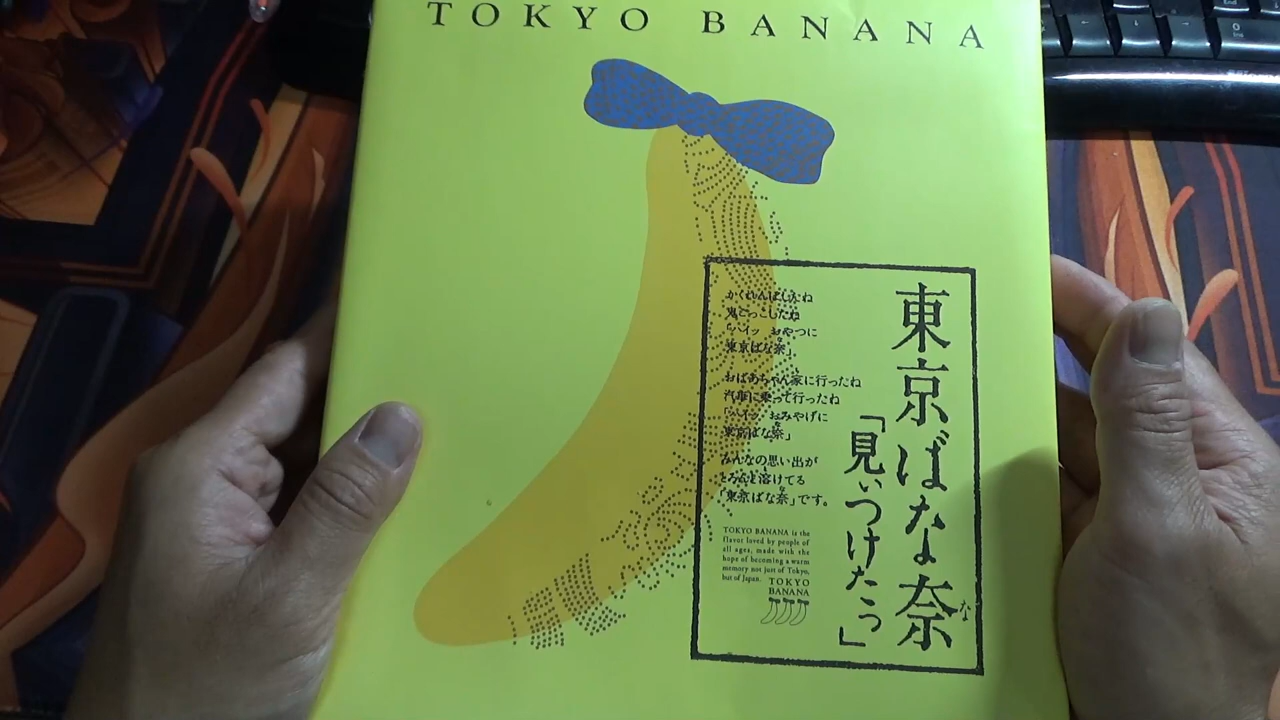 TOKYO BANANA
東京ばな奈
な
「見ぃつけたっ」
かくれんぼしたね
鬼ごっこしたね
「ハイッ おやつに
東京ばな奈」
おばあちゃん家に行ったね
汽車に乗って行ったね
「ハイッ おみやげに
東京ばな奈」
みんなの思い出が
とろんと溶けてる
「東京ばな奈」です。
TOKYO BANANA is the
flavor loved by people of
all ages, made with the
hope of becoming a warm
memory not just of Tokyo,
but of Japan.
TOKYO
BANANA